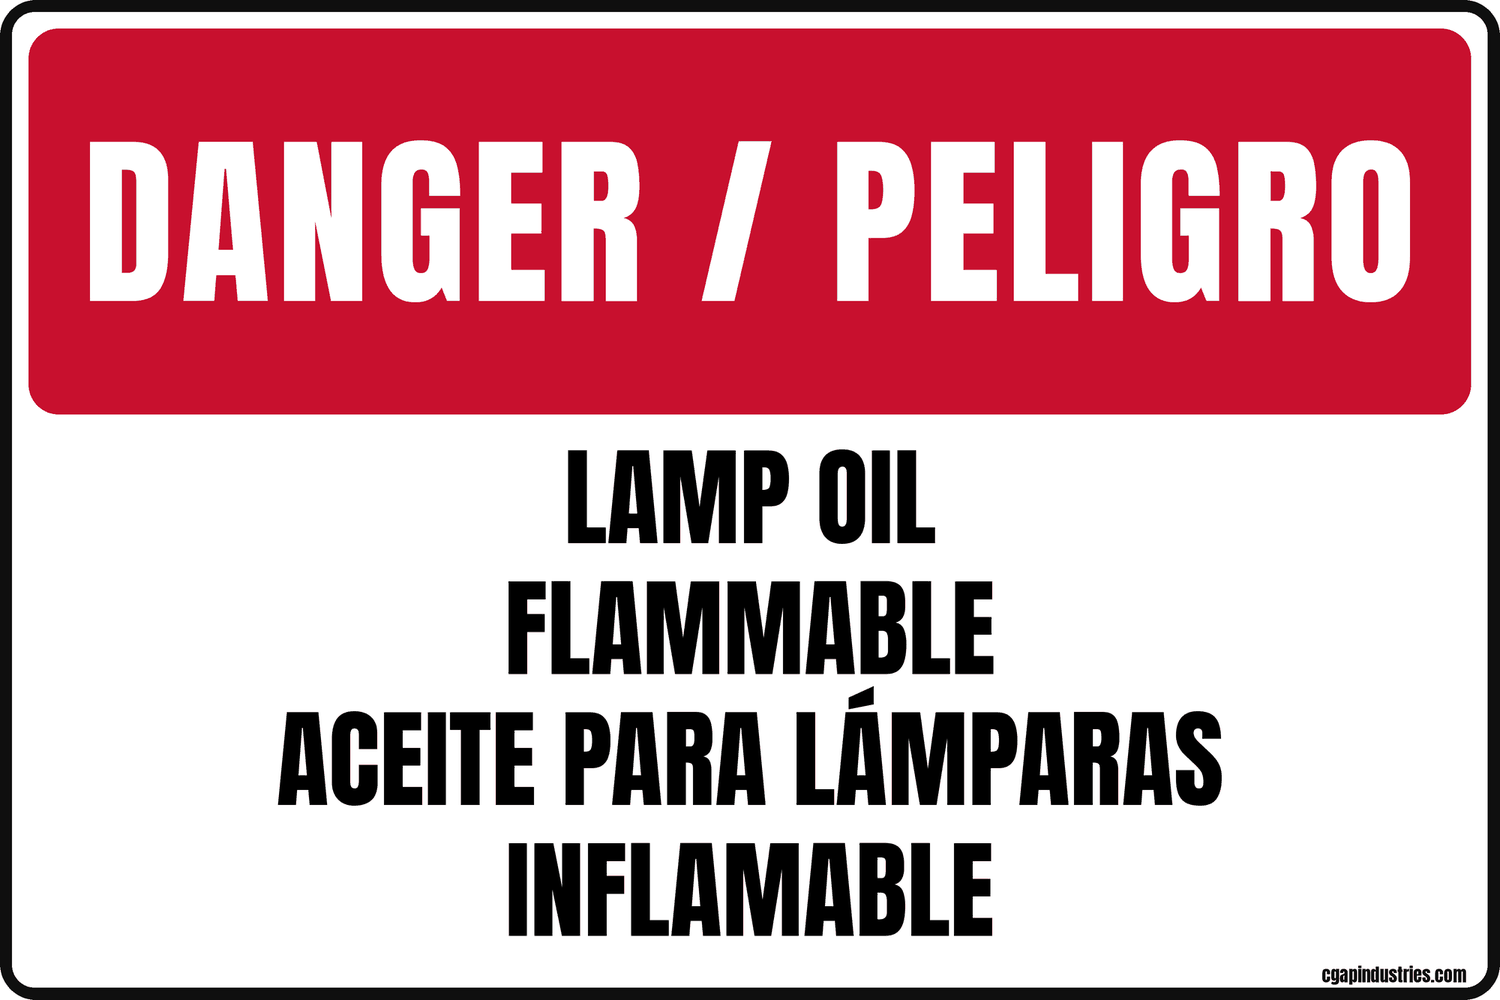 DANGER / PELIGRO
LAMP OIL
FLAMMABLE
ACEITE PARA LÁMPARAS
INFLAMABLE
cgapindustries.com